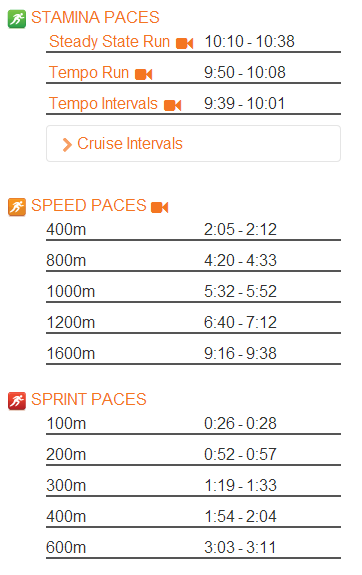 STAMINA PACES
Steady State Run 10:10 - 10:38
Tempo Run 9:50 - 10:08
Tempo Intervals 9:39 - 10:01
Cruise Intervals
SPEED PACES
400m 2:05 - 2:12
800m 4:20 - 4:33
1000m 5:32 - 5:52
1200m 6:40 - 7:12
1600m 9:16 - 9:38
SPRINT PACES
100m 0:26 - 0:28
200m 0:52 - 0:57
300m 1:19 - 1:33
400m 1:54 - 2:04
600m 3:03 - 3:11